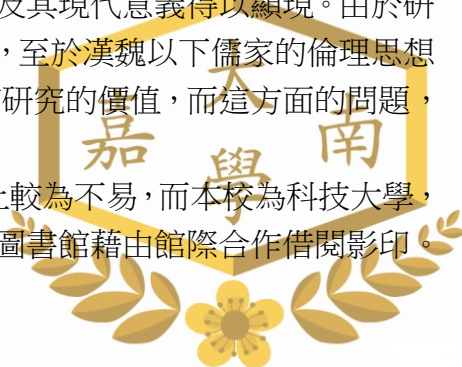 及其現代意義得以顯現。由於研
，至於漢魏以下儒家的倫理思想
研究的價值，而這方面的問題，
較為不易，而本校為科技大學，
圖書館藉由館際合作借閱影印。
大
嘉 南
學